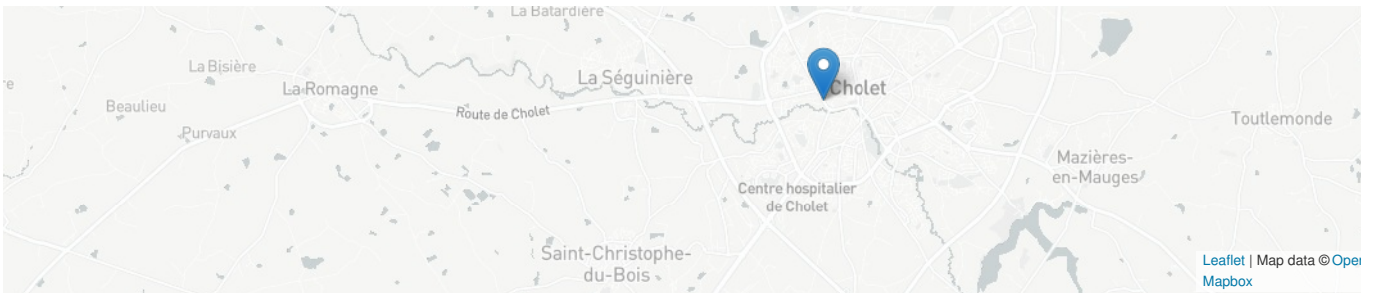 La Batardière
La Bisière
La Séguinière
La Romagne
Cholet
Beaulieu
Route de Cholet
Toutlemonde
Purvaux
Mazières-
en-Mauges
Centre hospitalier
de Cholet
Saint-Christophe-
du-Bois
Leaflet | Map data © Open
Mapbox